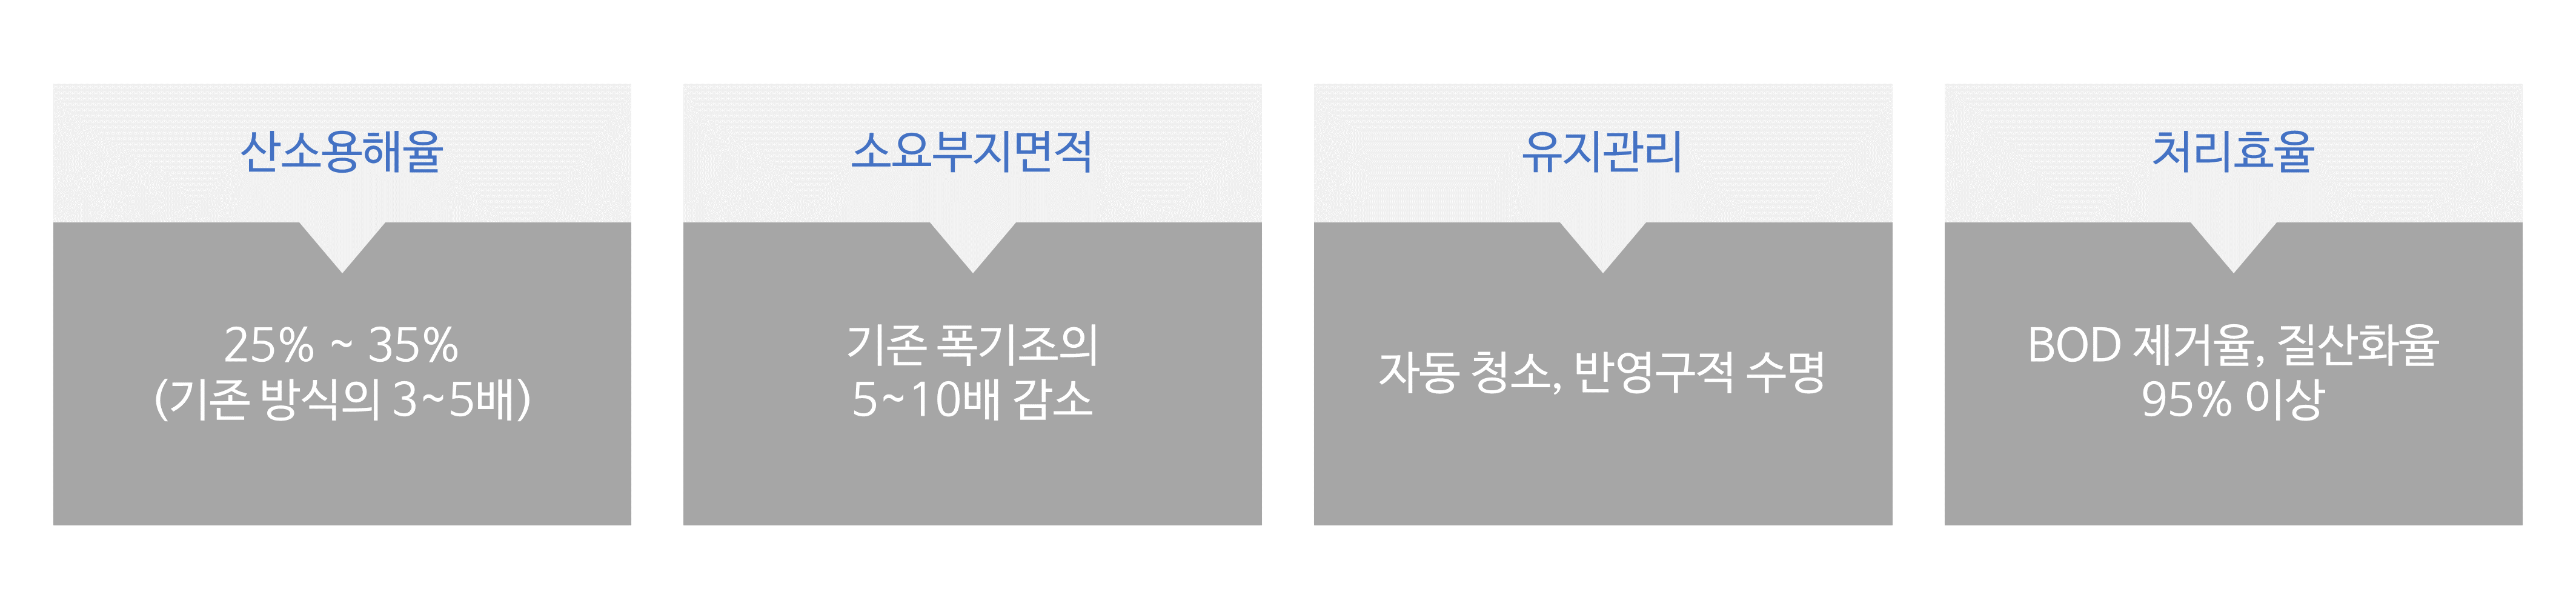 산소용해율
25% ~ 35%
(기존 방식의 3~5배)
소요부지면적
기존 폭기조의
5~10배 감소
유지관리
자동 청소, 반영구적 수명
처리효율
BOD 제거율, 질산화율
95% 이상